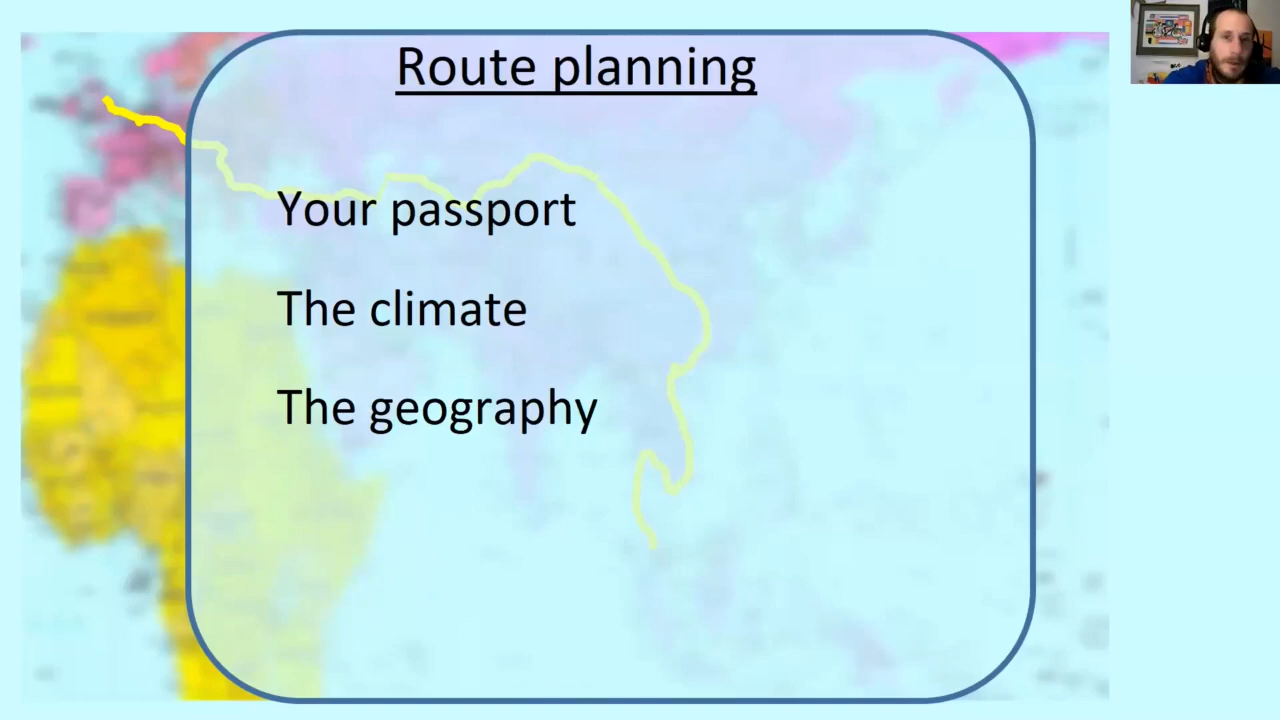 Route planning
Your passport
The climate
The geography